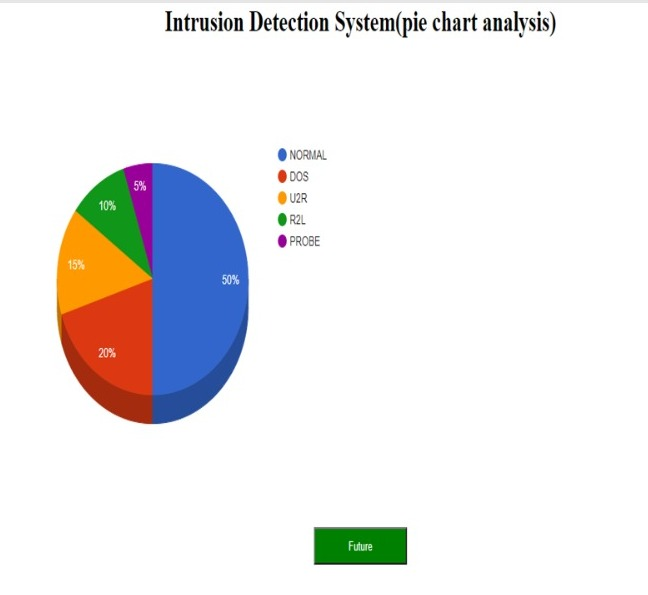 Intrusion Detection System(pie chart analysis)
NORMAL
DOS
U2R
R2L
PROBE
5%
10%
15%
50%
20%
Future